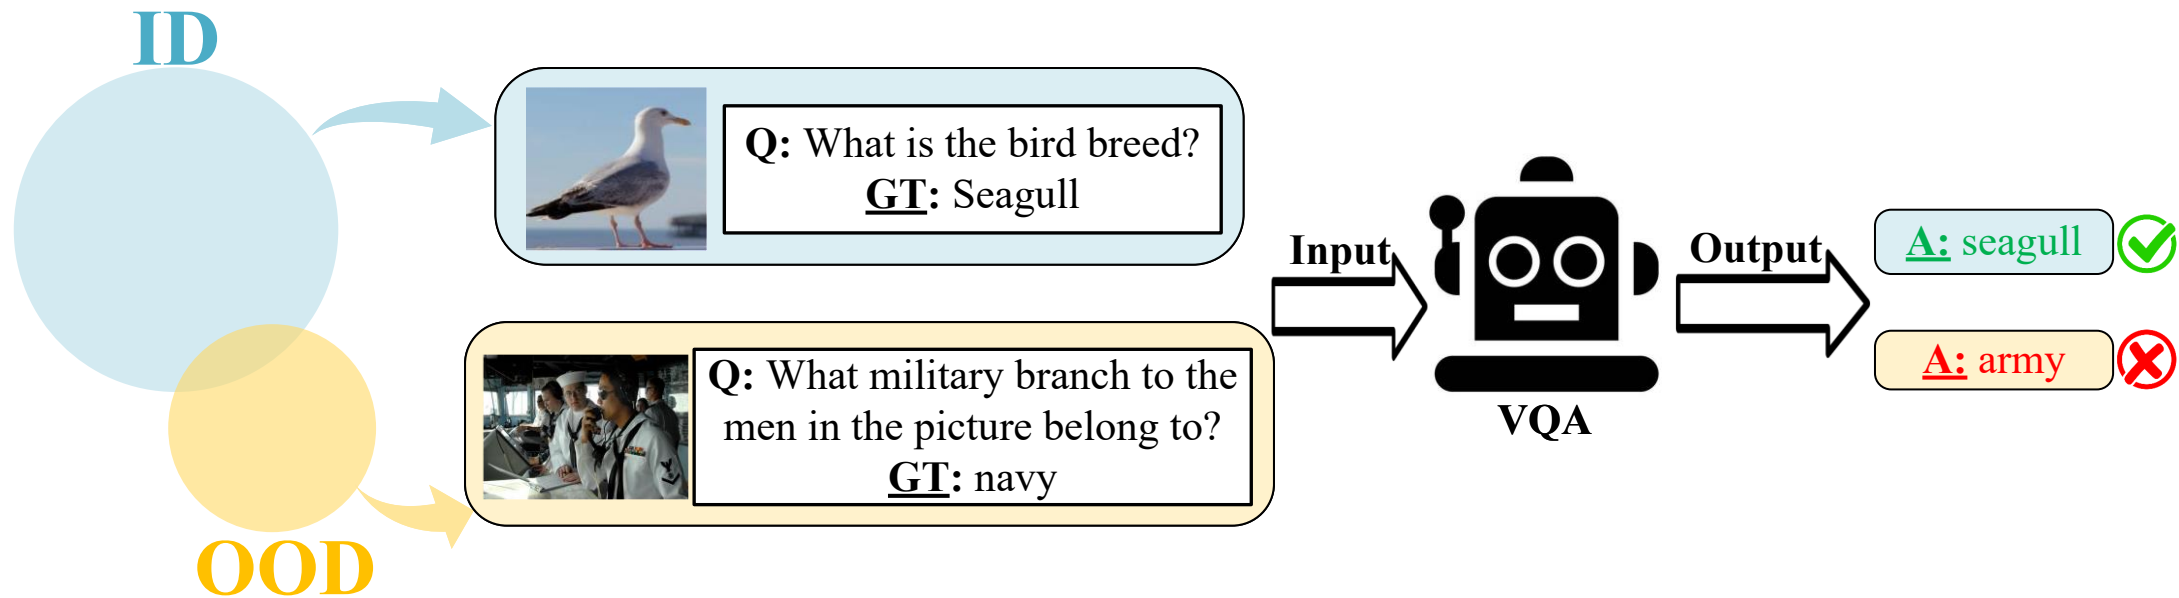 ID
Q: What is the bird breed?
GT: Seagull
OOD
Q: What military branch to the
men in the picture belong to?
GT: navy
Input
VQA
Output
A: seagull
A: army